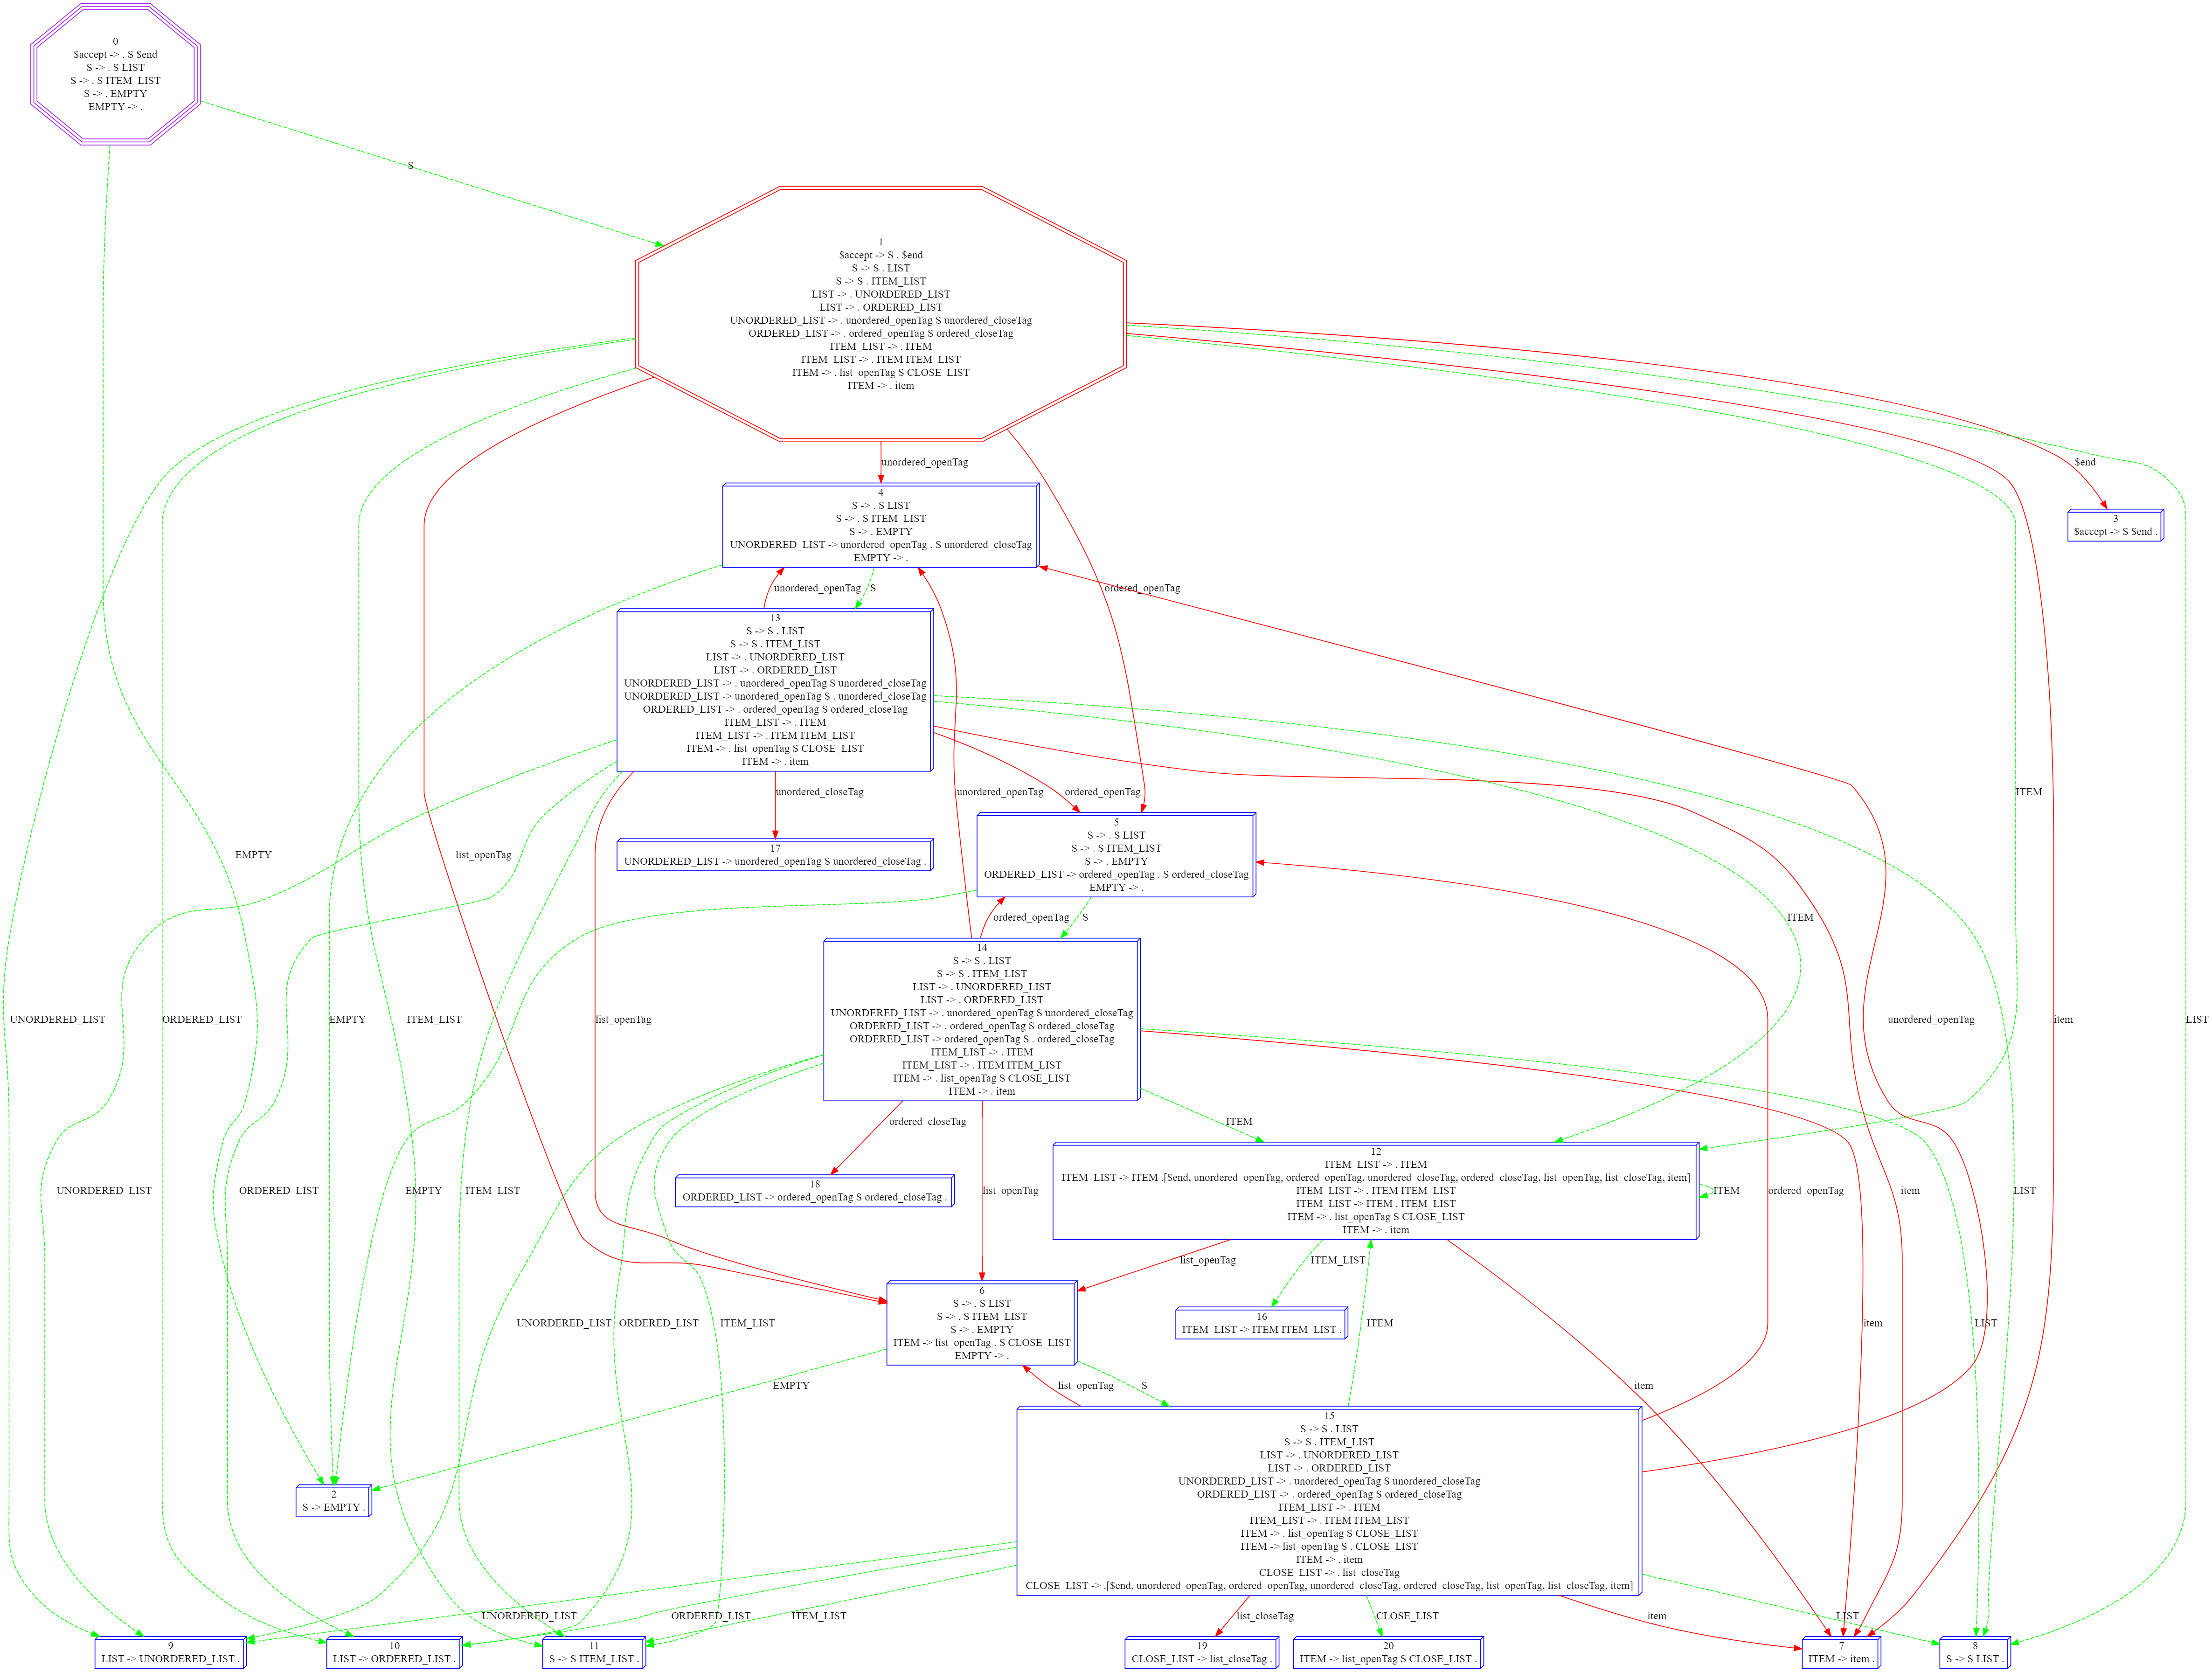 0
$accept -> . S $end
S -> . S LIST
S -> . S ITEM_LIST
S -> . EMPTY
EMPTY -> .
S
1
$accept -> S . $end
S -> S . LIST
S -> S . ITEM_LIST
LIST -> . UNORDERED_LIST
LIST -> . ORDERED_LIST
UNORDERED_LIST -> . unordered_openTag S unordered_closeTag
ORDERED_LIST -> . ordered_openTag S ordered_closeTag
ITEM_LIST -> . ITEM
ITEM_LIST -> . ITEM ITEM_LIST
ITEM -> . list_openTag S CLOSE_LIST
ITEM -> . item
unordered_openTag
$end
4
S -> . S LIST
S -> . S ITEM_LIST
S -> . EMPTY
UNORDERED_LIST -> unordered_openTag . S unordered_closeTag
EMPTY -> .
3
$accept -> S $end .
unordered_openTag
S
ordered_openTag
13
S -> S . LIST
S -> S . ITEM_LIST
LIST -> . UNORDERED_LIST
LIST -> . ORDERED_LIST
UNORDERED_LIST -> . unordered_openTag S unordered_closeTag
UNORDERED_LIST -> unordered_openTag S . unordered_closeTag
ORDERED_LIST -> . ordered_openTag S ordered_closeTag
ITEM_LIST -> . ITEM
ITEM_LIST -> . ITEM ITEM_LIST
ITEM -> . list_openTag S CLOSE_LIST
ITEM -> . item
unordered_closeTag
unordered_openTag
ordered_openTag
ITEM
EMPTY
list_openTag
17
UNORDERED_LIST -> unordered_openTag S unordered_closeTag .
5
S -> . S LIST
S -> . S ITEM_LIST
S -> . EMPTY
ORDERED_LIST -> ordered_openTag . S ordered_closeTag
EMPTY -> .
ordered_openTag
S
ITEM
14
S -> S . LIST
S -> S . ITEM_LIST
LIST -> . UNORDERED_LIST
LIST -> . ORDERED_LIST
UNORDERED_LIST -> . unordered_openTag S unordered_closeTag
ORDERED_LIST -> . ordered_openTag S ordered_closeTag
ORDERED_LIST -> ordered_openTag S . ordered_closeTag
ITEM_LIST -> . ITEM
ITEM_LIST -> . ITEM ITEM_LIST
ITEM -> . list_openTag S CLOSE_LIST
ITEM -> . item
UNORDERED_LIST
ORDERED_LIST
EMPTY
ITEM_LIST
list_openTag
unordered_openTag
item
LIST
ordered_closeTag
ITEM
UNORDERED_LIST
ORDERED_LIST
EMPTY
ITEM_LIST
18
ORDERED_LIST -> ordered_openTag S ordered_closeTag .
list_openTag
12
ITEM_LIST -> . ITEM
ITEM_LIST -> ITEM .[$end, unordered_openTag, ordered_openTag, unordered_closeTag, ordered_closeTag, list_openTag, list_closeTag, item]
ITEM_LIST -> . ITEM ITEM_LIST
ITEM_LIST -> ITEM . ITEM_LIST
ITEM -> . list_openTag S CLOSE_LIST
ITEM -> . item
ITEM
ordered_openTag
item
LIST
list_openTag
ITEM_LIST
6
S -> . S LIST
S -> . S ITEM_LIST
S -> . EMPTY
ITEM -> list_openTag . S CLOSE_LIST
EMPTY -> .
16
ITEM_LIST -> ITEM ITEM_LIST .
UNORDERED_LIST
ORDERED_LIST
ITEM_LIST
ITEM
item
LIST
EMPTY
list_openTag
S
item
15
S -> S . LIST
S -> S . ITEM_LIST
LIST -> . UNORDERED_LIST
LIST -> . ORDERED_LIST
UNORDERED_LIST -> . unordered_openTag S unordered_closeTag
ORDERED_LIST -> . ordered_openTag S ordered_closeTag
ITEM_LIST -> . ITEM
ITEM_LIST -> . ITEM ITEM_LIST
ITEM -> . list_openTag S CLOSE_LIST
ITEM -> list_openTag S . CLOSE_LIST
ITEM -> . item
CLOSE_LIST -> . list_closeTag
CLOSE_LIST -> .[$end, unordered_openTag, ordered_openTag, unordered_closeTag, ordered_closeTag, list_openTag, list_closeTag, item]
2
S -> EMPTY .
UNORDERED_LIST
ORDERED_LIST
ITEM_LIST
list_closeTag
CLOSE_LIST
item
LIST
9
LIST -> UNORDERED_LIST .
10
LIST -> ORDERED_LIST .
11
S -> S ITEM_LIST .
19
CLOSE_LIST -> list_closeTag .
20
ITEM -> list_openTag S CLOSE_LIST .
7
ITEM -> item .
8
S -> S LIST .